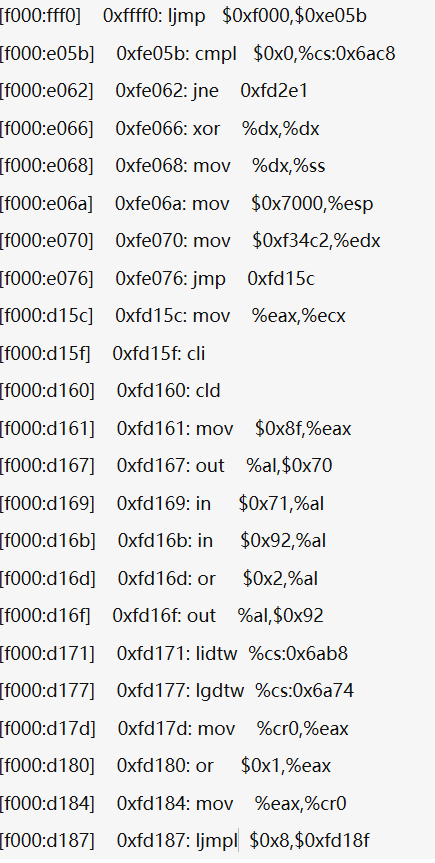 [f000:fff0] 0xffff0: ljmp $0xf000,$0xe05b
[f000:e05b] 0xfe05b: cmpl $0x0,%cs:0x6ac8
[f000:e062] 0xfe062: jne 0xfd2e1
[f000:e066] 0xfe066: xor %dx,%dx
[f000:e068] 0xfe068: mov %dx,%ss
[f000:e06a] 0xfe06a: mov $0x7000,%esp
[f000:e070] 0xfe070: mov $0xf34c2,%edx
[f000:e076] 0xfe076: jmp 0xfd15c
[f000:d15c] 0xfd15c: mov %eax,%ecx
[f000:d15f] 0xfd15f: cli
[f000:d160] 0xfd160: cld
[f000:d161] 0xfd161: mov $0x8f,%eax
[f000:d167] 0xfd167: out %al,$0x70
[f000:d169] 0xfd169: in $0x71,%al
[f000:d16b] 0xfd16b: in $0x92,%al
[f000:d16d] 0xfd16d: or $0x2,%al
[f000:d16f] 0xfd16f: out %al,$0x92
[f000:d171] 0xfd171: lidtw %cs:0x6ab8
[f000:d177] 0xfd177: lgdtw %cs:0x6a74
[f000:d17d] 0xfd17d: mov %cr0,%eax
[f000:d180] 0xfd180: or $0x1,%eax
[f000:d184] 0xfd184: mov %eax,%cr0
[f000:d187] 0xfd187: ljmpl $0x8,$0xfd18f